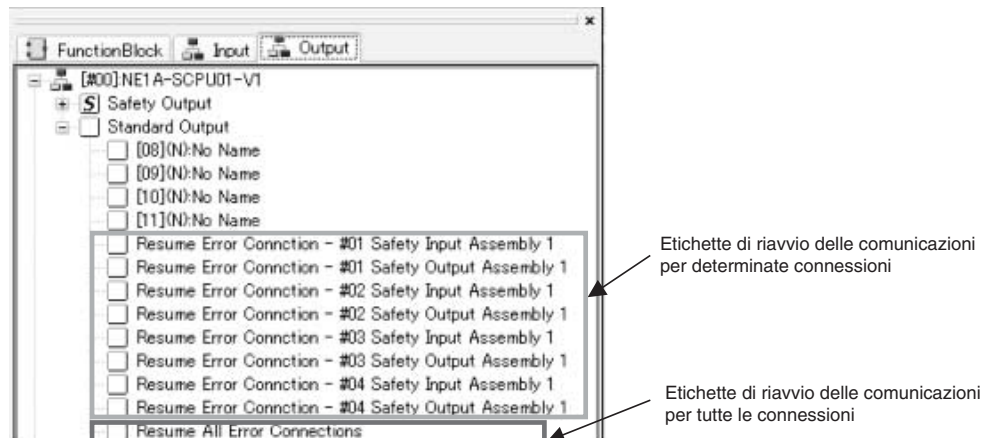 FunctionBlock Input Output
[#00]:NE1A-SCPU01-V1
S Safety Output
Standard Output
[08](N):No Name
[09](N):No Name
[10](N):No Name
[11](N):No Name
Resume Error Connction - #01 Safety Input Assembly 1
Resume Error Connction - #01 Safety Output Assembly 1
Resume Error Connction - #02 Safety Input Assembly 1
Resume Error Connction - #02 Safety Output Assembly 1
Resume Error Connction - #03 Safety Input Assembly 1
Resume Error Connction - #03 Safety Output Assembly 1
Resume Error Connction - #04 Safety Input Assembly 1
Resume Error Connction - #04 Safety Output Assembly 1
Resume All Error Connections
Etichette di riavvio delle comunicazioni
per determinate connessioni
Etichette di riavvio delle comunicazioni
per tutte le connessioni